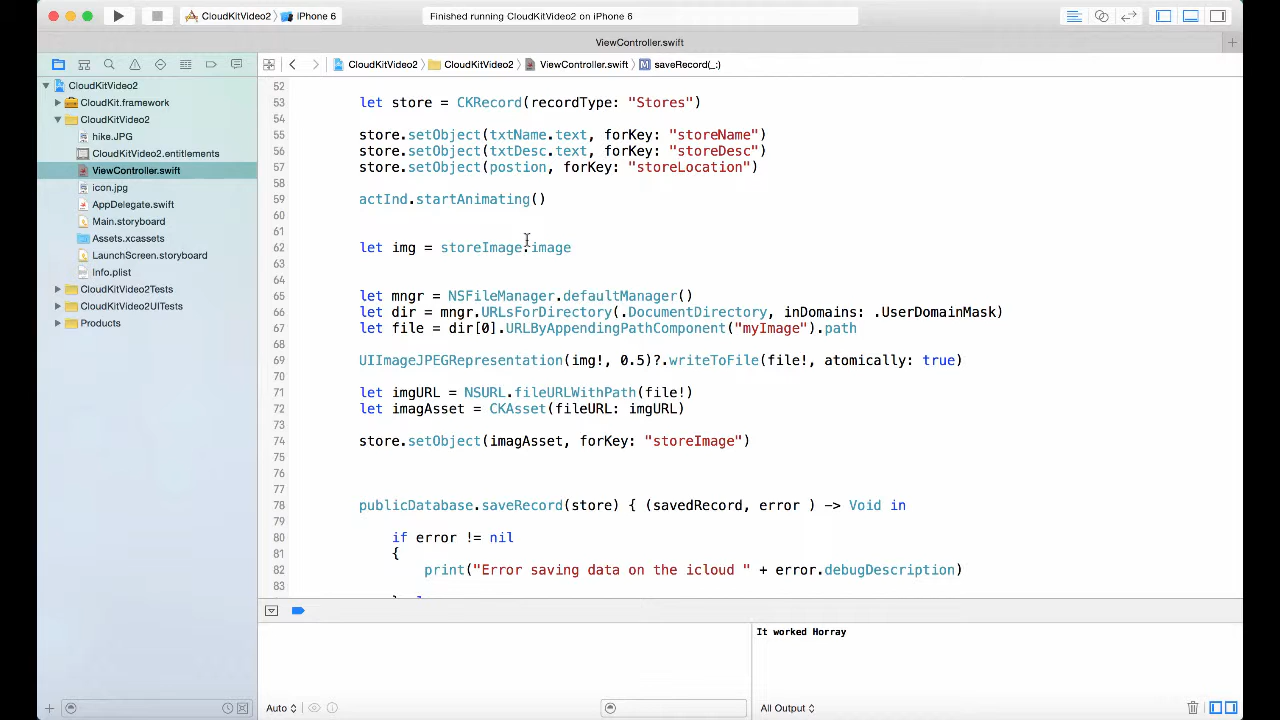 CloudKitVideo2 iPhone 6
Finished running CloudKitVideo2 on iPhone 6
ViewController.swift
CloudKitVideo2 CloudKitVideo2 ViewController.swift M saveRecord(_:)
CloudKitVideo2
CloudKit.framework
CloudKitVideo2
hike.JPG
CloudKitVideo2.entitlements
ViewController.swift
icon.jpg
AppDelegate.swift
Main.storyboard
Assets.xcassets
LaunchScreen.storyboard
Info.plist
CloudKitVideo2Tests
CloudKitVideo2UITests
Products
52
53 let store = CKRecord(recordType: "Stores")
54
55 store.setObject(txtName.text, forKey: "storeName")
56 store.setObject(txtDesc.text, forKey: "storeDesc")
57 store.setObject(postion, forKey: "storeLocation")
58
59 actInd.startAnimating()
60
61
62 let img = storeImage.image
63
64
65 let mngr = NSFileManager.defaultManager()
66 let dir = mngr.URLsForDirectory(.DocumentDirectory, inDomains: .UserDomainMask)
67 let file = dir[0].URLByAppendingPathComponent("myImage").path
68
69 UIImageJPEGRepresentation(img!, 0.5)?.writeToFile(file!, atomically: true)
70
71 let imgURL = NSURL.fileURLWithPath(file!)
72 let imagAsset = CKAsset(fileURL: imgURL)
73
74 store.setObject(imagAsset, forKey: "storeImage")
75
76
77
78 publicDatabase.saveRecord(store) { (savedRecord, error ) -> Void in
79
80 if error != nil
81 {
82 print("Error saving data on the icloud " + error.debugDescription)
83
It worked Horray
Auto
All Output